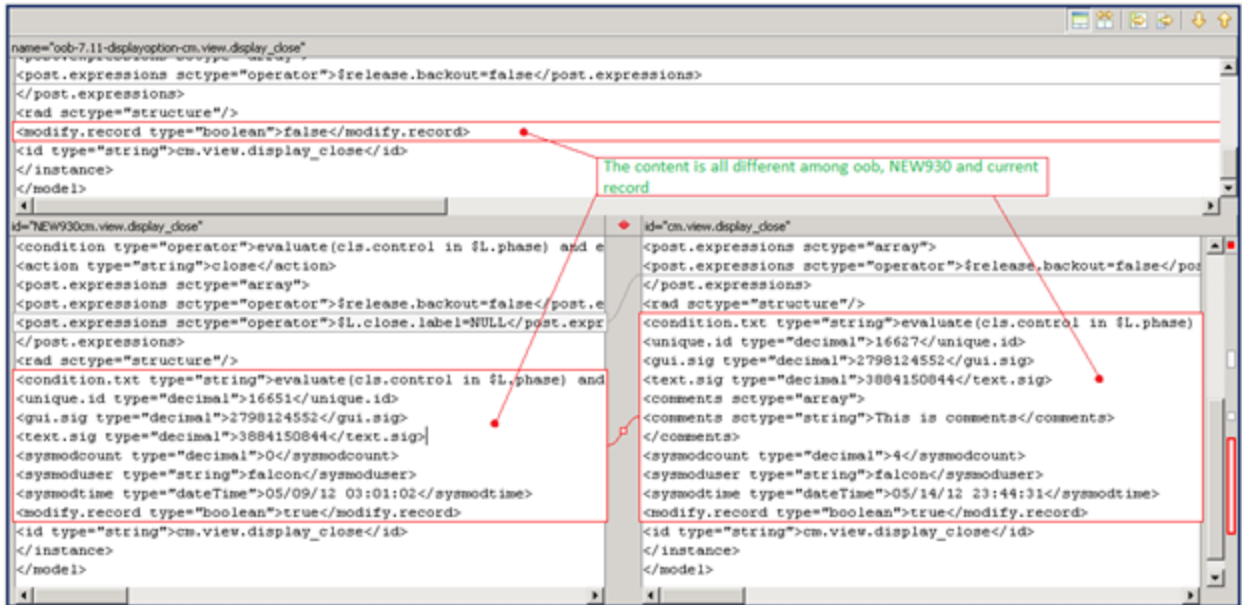 name="oob-7.11-displayoption-cm.view.display_close"
<post.expressions sctype="operator">$release.backout=false</post.expressions>
</post.expressions>
<rad sctype="structure"/>
<modify.record type="boolean">false</modify.record>
<id type="string">cm.view.display_close</id>
</instance>
</model>
The content is all different among oob, NEW930 and current
record
id="NEW930cm.view.display_close"
<condition type="operator">evaluate(cls.control in $L.phase) and e
<action type="string">close</action>
<post.expressions sctype="array">
<post.expressions sctype="operator">$release.backout=false</post.e
<post.expressions sctype="operator">$L.close.label=NULL</post.expr
</post.expressions>
<rad sctype="structure"/>
<condition.txt type="string">evaluate(cls.control in $L.phase) and
<unique.id type="decimal">16651</unique.id>
<gui.sig type="decimal">2798124552</gui.sig>
<text.sig type="decimal">3884150844</text.sig>
<sysmodcount type="decimal">0</sysmodcount>
<sysmoduser type="string">falcon</sysmoduser>
<sysmodtime type="dateTime">05/09/12 03:01:02</sysmodtime>
<modify.record type="boolean">true</modify.record>
<id type="string">cm.view.display_close</id>
</instance>
</model>
id="cm.view.display_close"
<post.expressions sctype="array">
<post.expressions sctype="operator">$release.backout=false</pos
</post.expressions>
<rad sctype="structure"/>
<condition.txt type="string">evaluate(cls.control in $L.phase)
<unique.id type="decimal">16627</unique.id>
<gui.sig type="decimal">2798124552</gui.sig>
<text.sig type="decimal">3884150844</text.sig>
<comments sctype="array">
<comments sctype="string">This is comments</comments>
</comments>
<sysmodcount type="decimal">4</sysmodcount>
<sysmoduser type="string">falcon</sysmoduser>
<sysmodtime type="dateTime">05/14/12 23:44:31</sysmodtime>
<modify.record type="boolean">true</modify.record>
<id type="string">cm.view.display_close</id>
</instance>
</model>